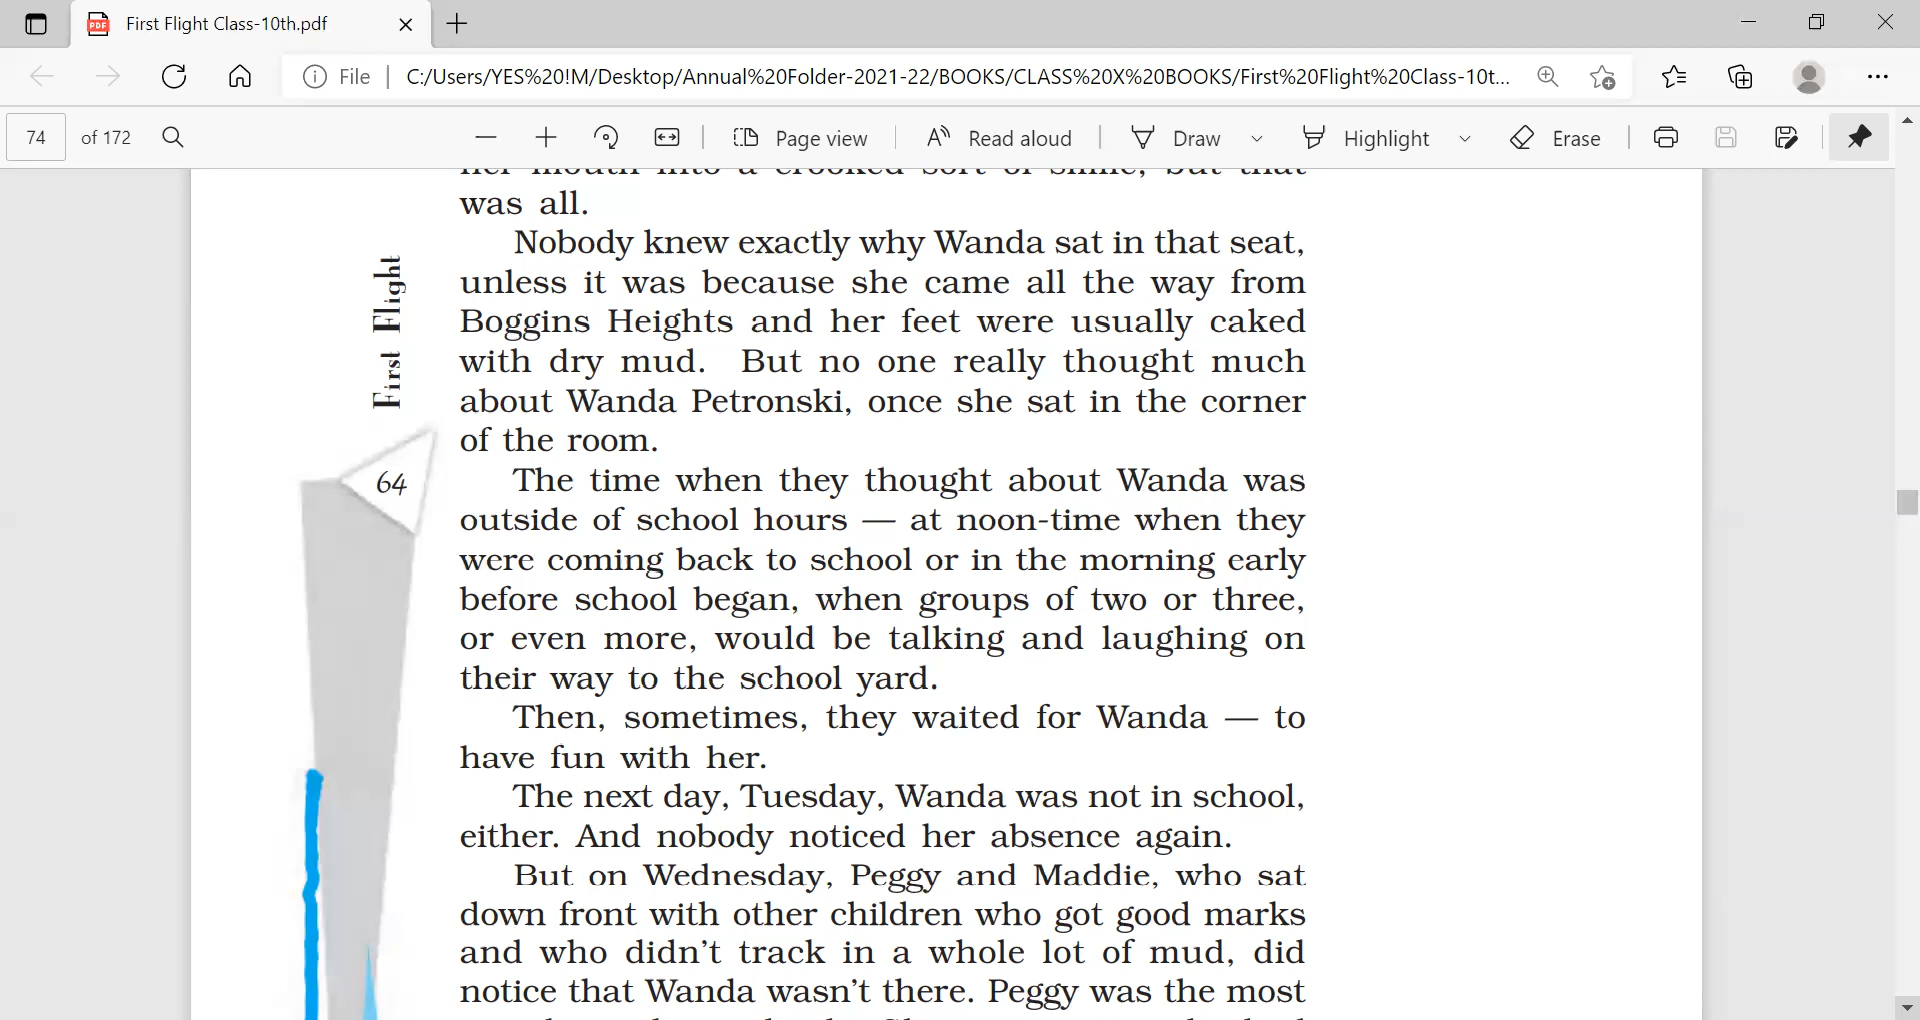 First Flight Class-10th.pdf
File
C:/Users/YES%20!M/Desktop/Annual%20Folder-2021-22/BOOKS/CLASS%20X%20BOOKS/First%20Flight%20Class-10t...
74 of 172
Page view
Read aloud
Draw
Highlight
Erase
her mouth into a crooked sort of smile, but that
was all.
Nobody knew exactly why Wanda sat in that seat,
unless it was because she came all the way from
Boggins Heights and her feet were usually caked
with dry mud. But no one really thought much
about Wanda Petronski, once she sat in the corner
of the room.
The time when they thought about Wanda was
outside of school hours — at noon-time when they
were coming back to school or in the morning early
before school began, when groups of two or three,
or even more, would be talking and laughing on
their way to the school yard.
Then, sometimes, they waited for Wanda — to
have fun with her.
The next day, Tuesday, Wanda was not in school,
either. And nobody noticed her absence again.
But on Wednesday, Peggy and Maddie, who sat
down front with other children who got good marks
and who didn't track in a whole lot of mud, did
notice that Wanda wasn't there. Peggy was the most
First Flight
64